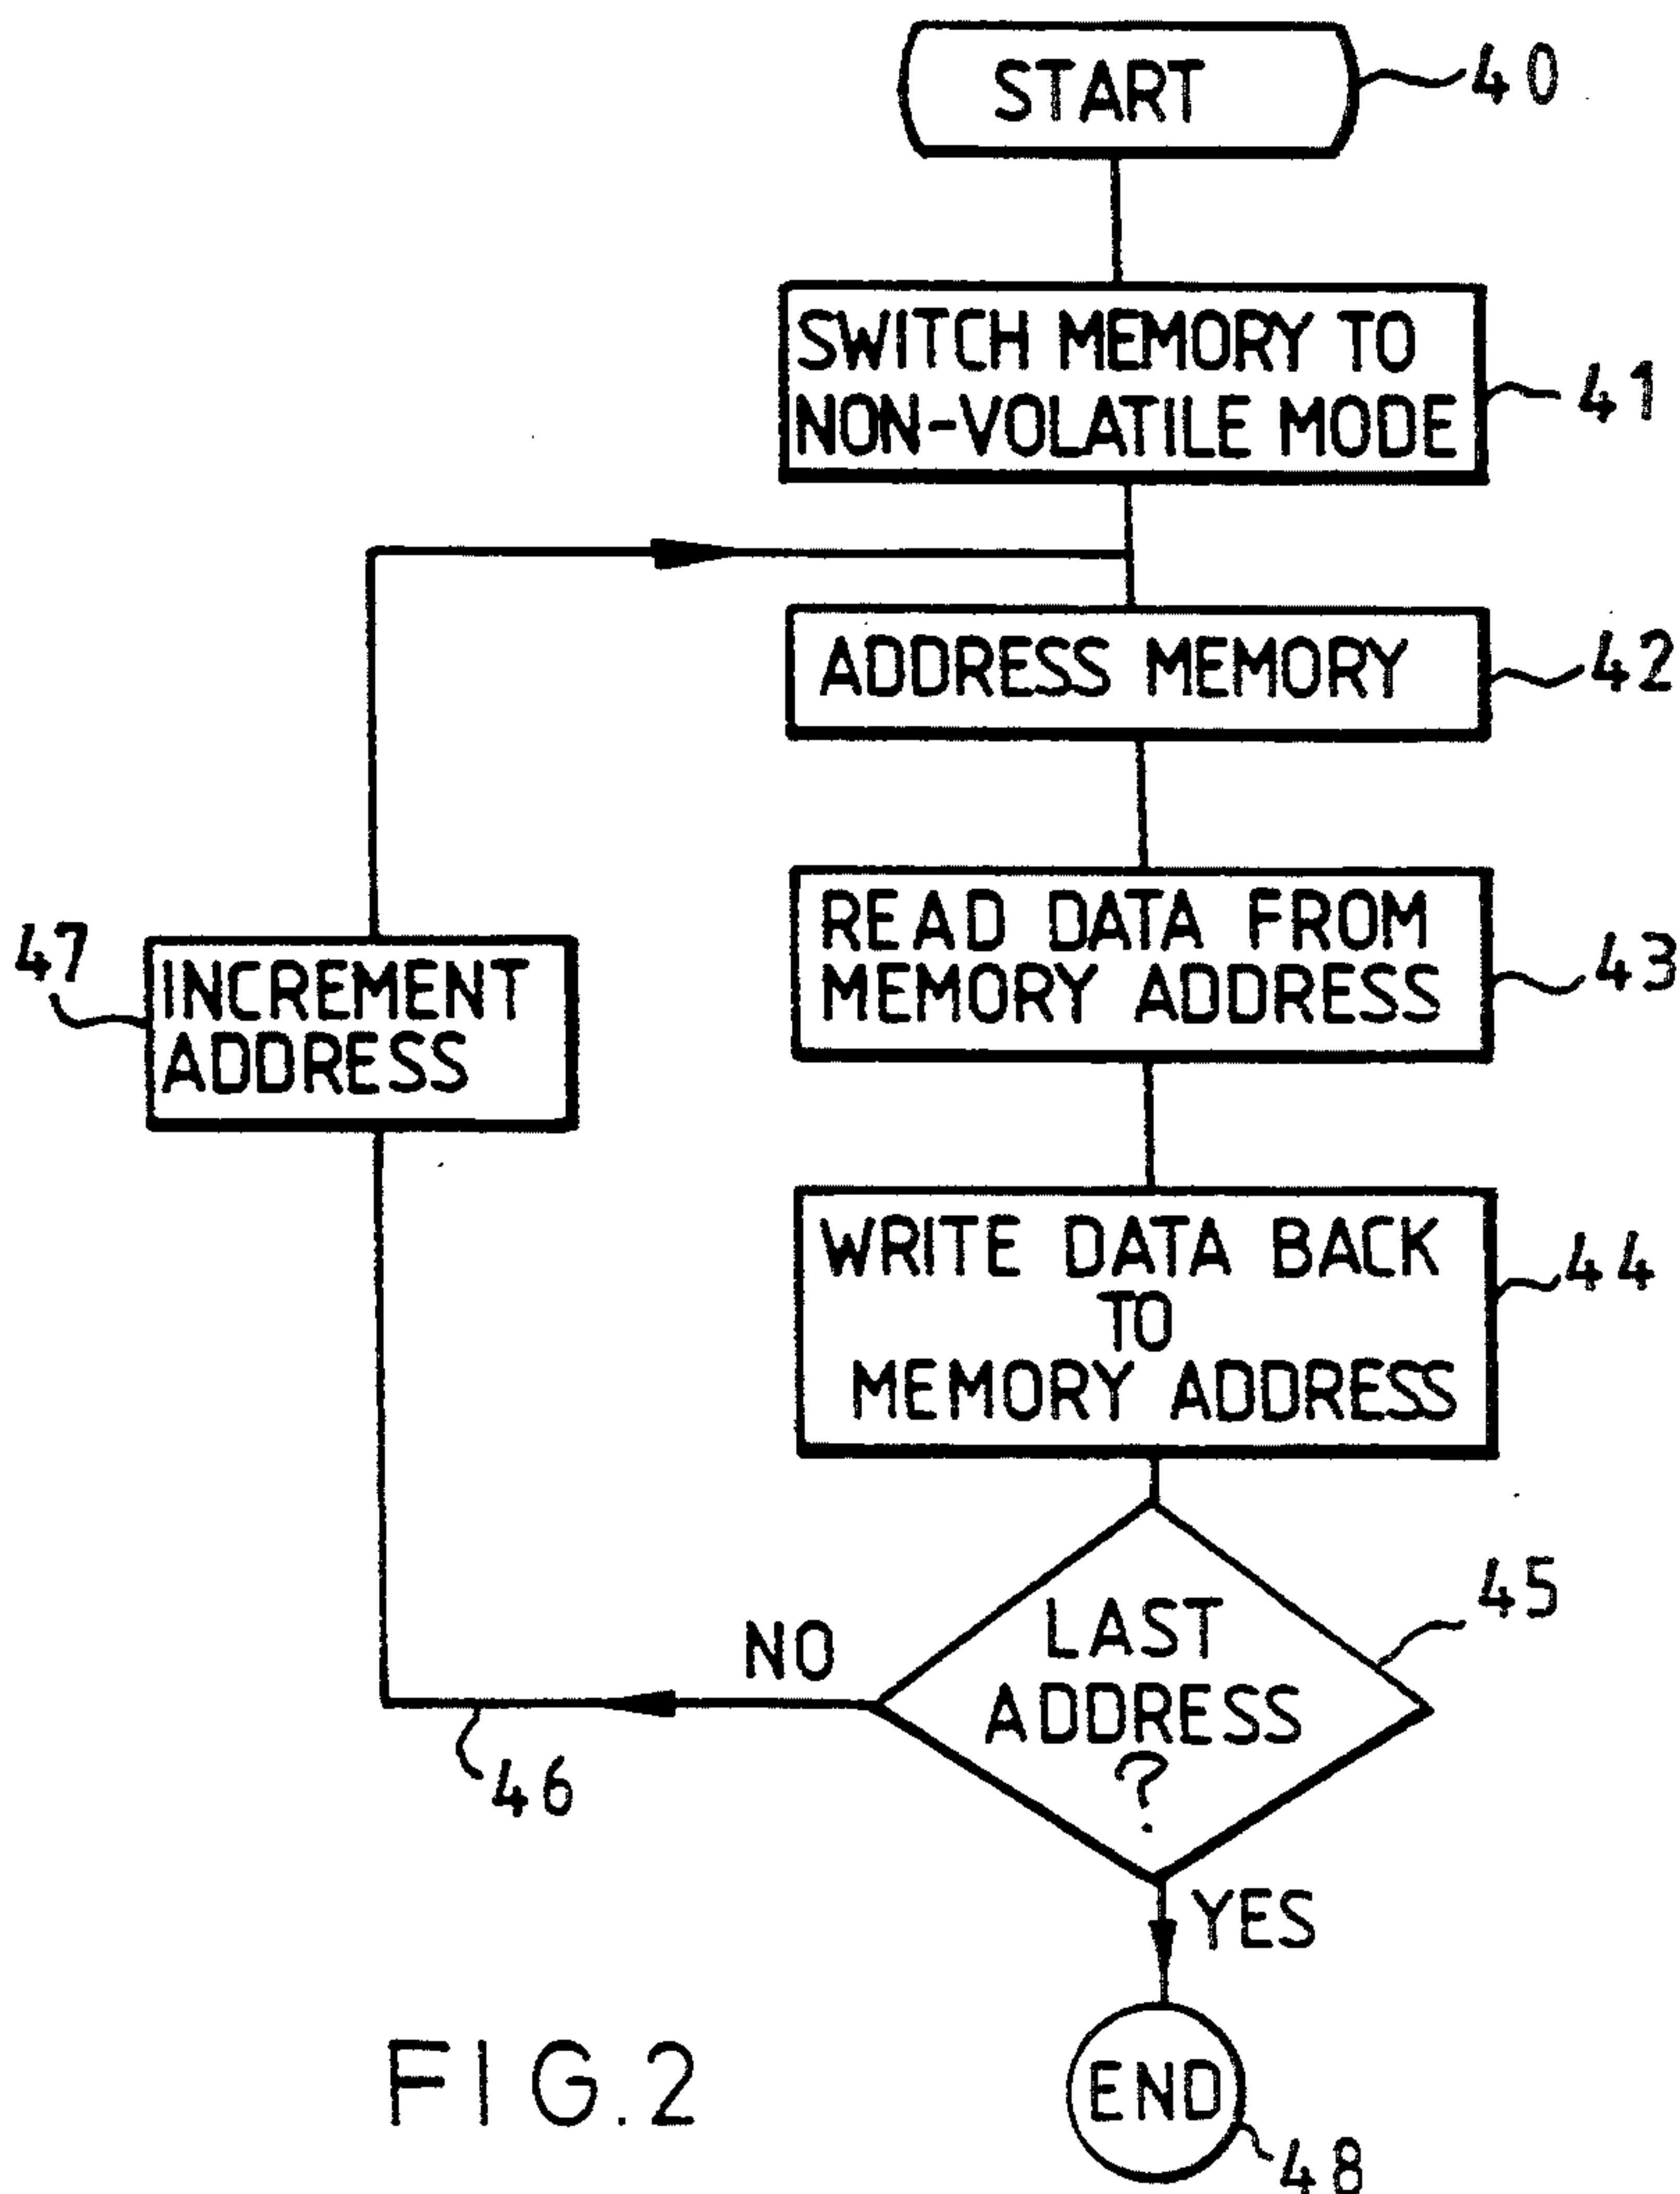 START
40
SWITCH MEMORY TO
NON-VOLATILE MODE
41
ADDRESS MEMORY
42
READ DATA FROM
MEMORY ADDRESS
43
47
INCREMENT
ADDRESS
WRITE DATA BACK
TO
MEMORY ADDRESS
44
LAST
ADDRESS
?
45
NO
46
YES
END
48
FIG.2